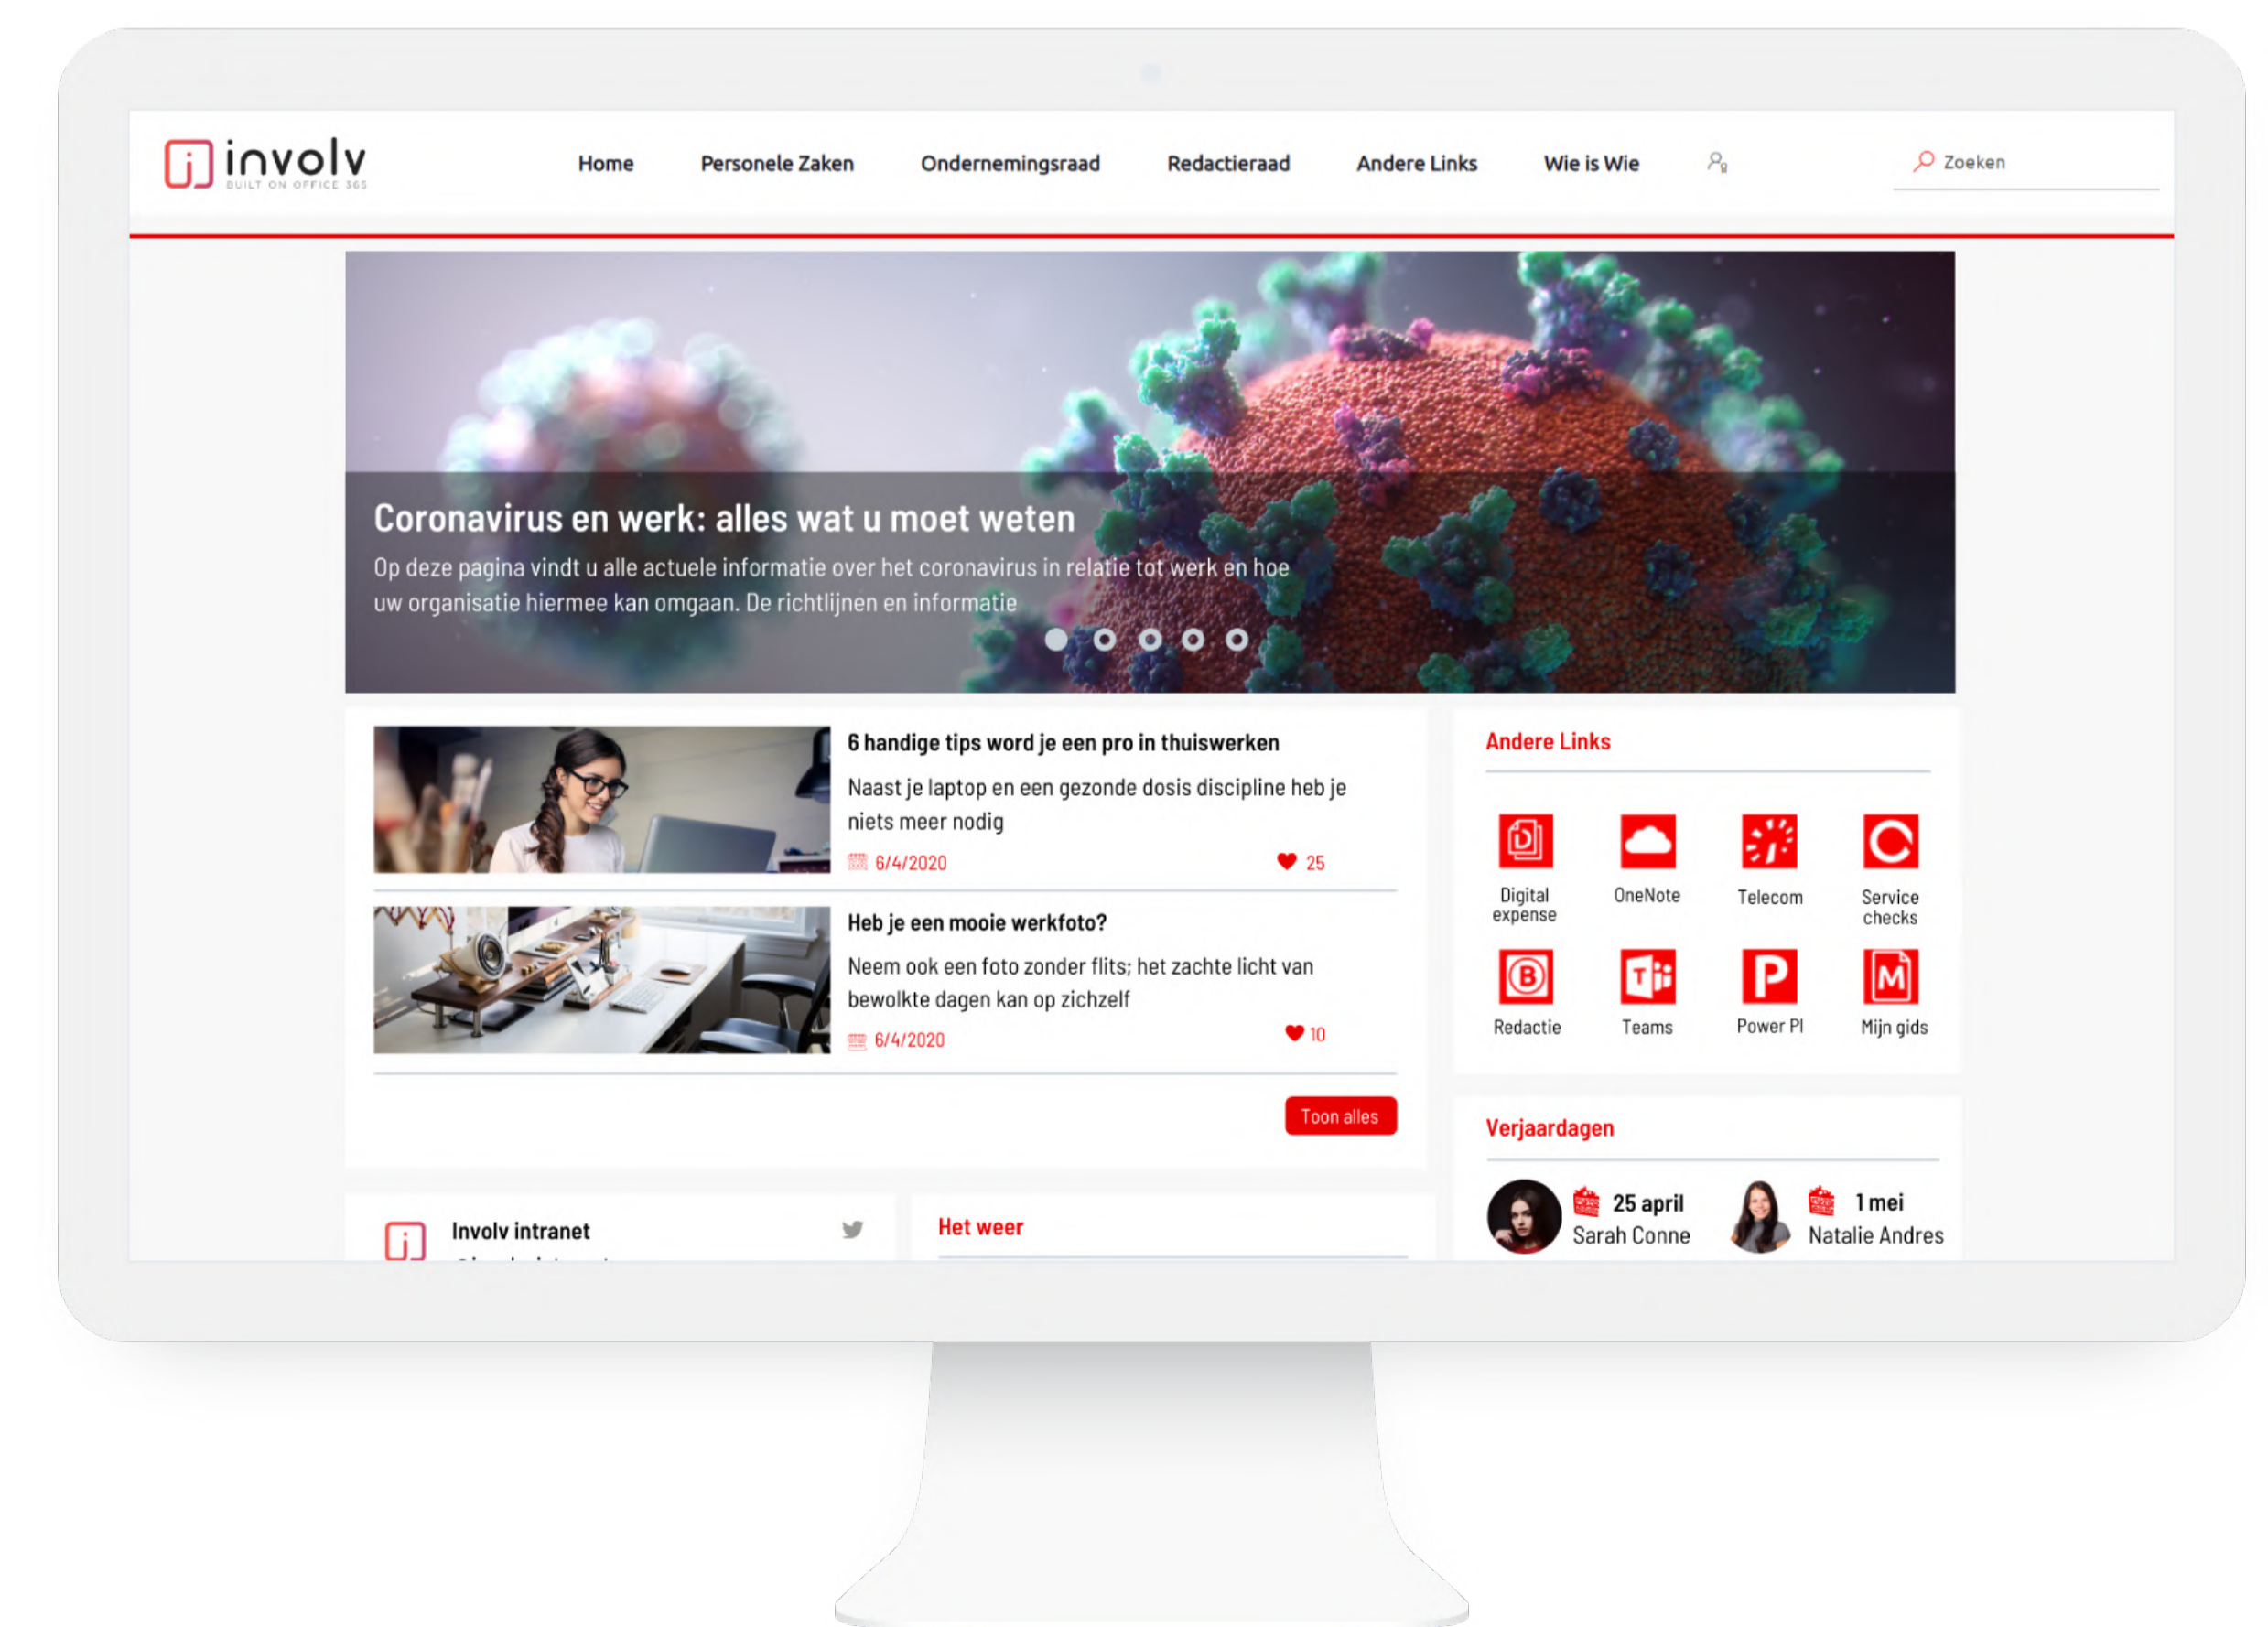 involv
BUILT ON OFFICE 365
Home
Personele Zaken
Ondernemingsraad
Redactieraad
Andere Links
Wie is Wie
Zoeken
Coronavirus en werk: alles wat u moet weten
Op deze pagina vindt u alle actuele informatie over het coronavirus in relatie tot werk en hoe
uw organisatie hiermee kan omgaan. De richtlijnen en informatie
6 handige tips word je een pro in thuiswerken
Naast je laptop en een gezonde dosis discipline heb je
niets meer nodig
6/4/2020
25
Heb je een mooie werkfoto?
Neem ook een foto zonder flits; het zachte licht van
bewolkte dagen kan op zichzelf
6/4/2020
10
Toon alles
Andere Links
Digital
expense
OneNote
Telecom
Service
checks
Redactie
Teams
Power PI
Mijn gids
Verjaardagen
25 april
Sarah Conne
1 mei
Natalie Andres
Involv intranet
Het weer